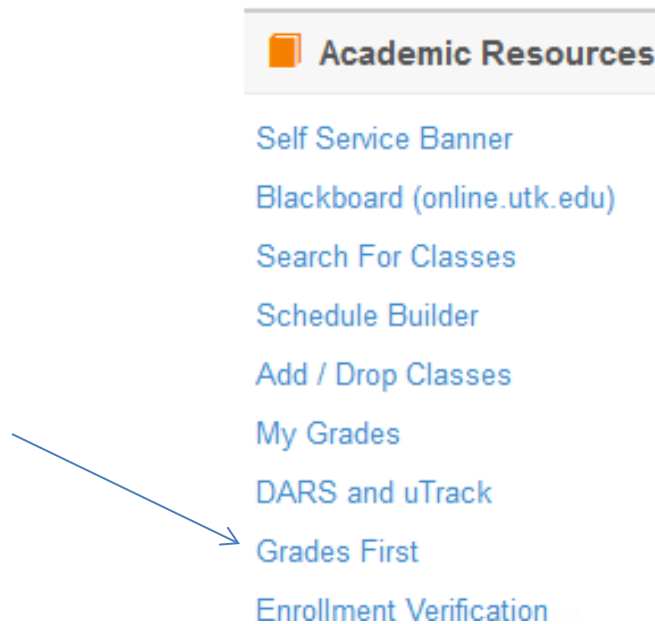 Academic Resources
Self Service Banner
Blackboard (online.utk.edu)
Search For Classes
Schedule Builder
Add / Drop Classes
My Grades
DARS and uTrack
Grades First
Enrollment Verification